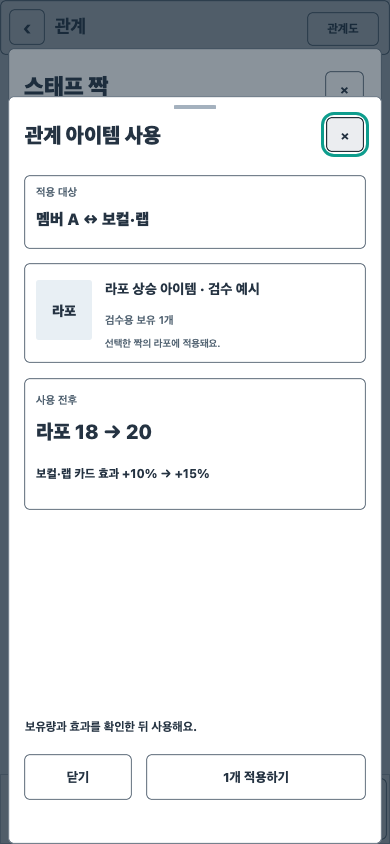 ‹ 관계 관계도
스태프 짝 ×
관계 아이템 사용 ×
적용 대상
멤버 A ↔ 보컬·랩
라포
라포 상승 아이템 · 검수 예시
검수용 보유 1개
선택한 짝의 라포에 적용돼요.
사용 전후
라포 18 → 20
보컬·랩 카드 효과 +10% → +15%
보유량과 효과를 확인한 뒤 사용해요.
닫기 1개 적용하기